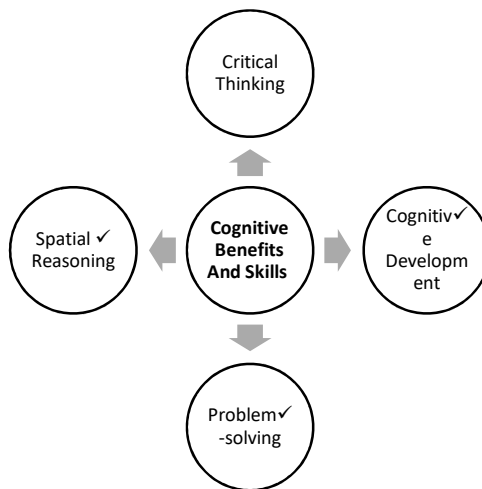 Critical
Thinking
Spatial ✓
Reasoning
Cognitive
Benefits
And Skills
Cognitiv✓
e
Developm
ent
Problem✓
-solving